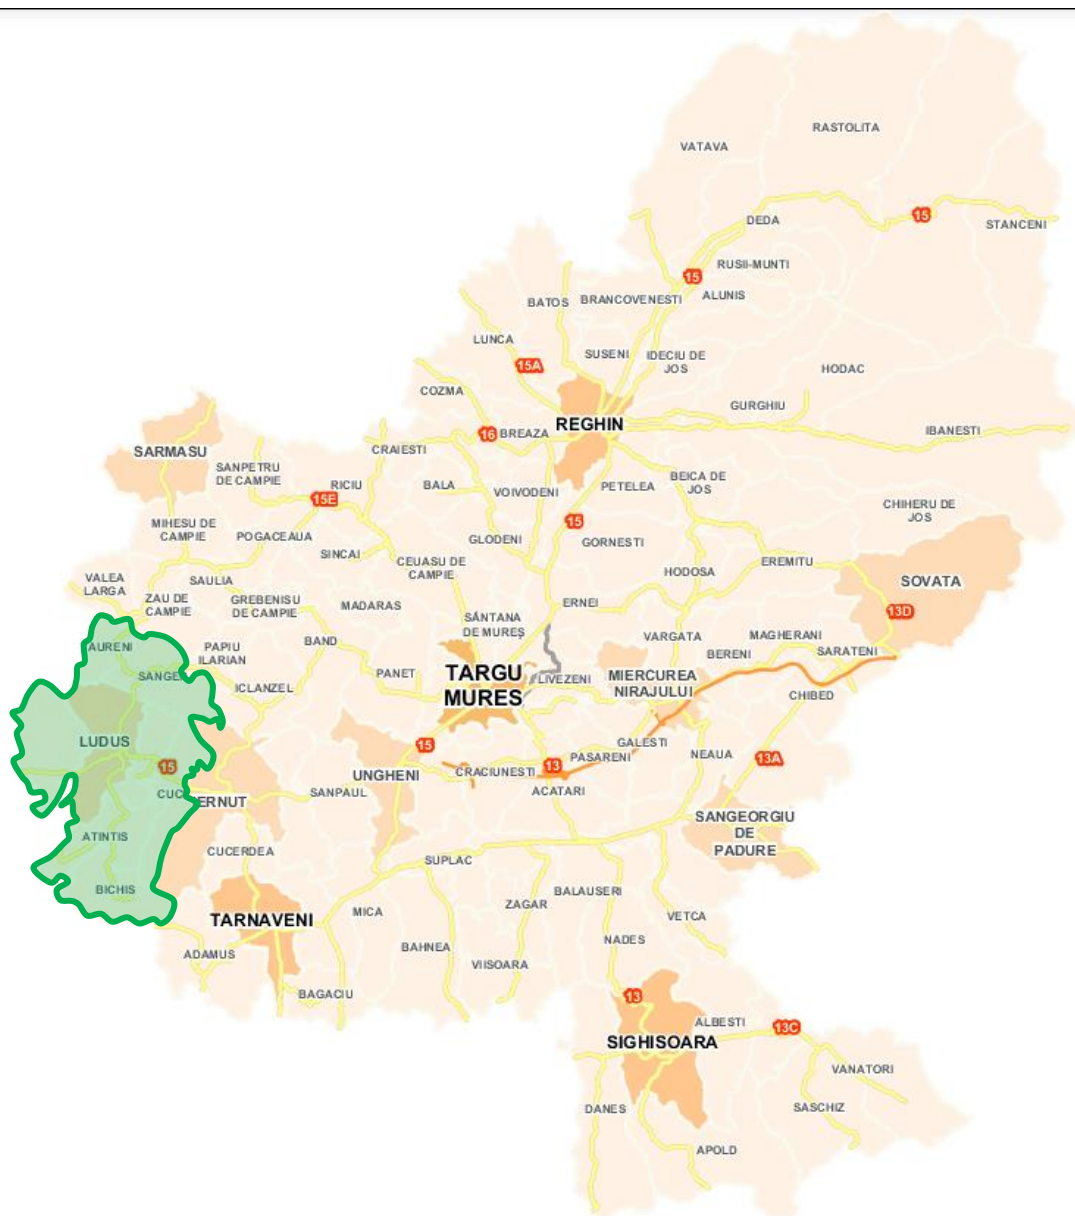 RASTOLITA
VATAVA
15
DEDA
STANCENI
RUSII-MUNTI
15
BATOS
BRANCOVENESTI
ALUNIS
LUNCA
SUSENI
IDECIU DE
JOS
15A
HODAC
COZMA
GURGHIU
REGHIN
16
BREAZA
IBANESTI
SARMASU
CRAIESTI
SANPETRU
DE CAMPIE
RICIU
BALA
VOIVODENI
PETELEA
BEICA DE
JOS
15E
CHIHERU DE
JOS
MIHESU DE
CAMPIE
POGACEAUA
15
GLODENI
GORNESTI
SINCAI
CEUASU DE
CAMPIE
EREMITU
HODOSA
SOVATA
VALEA
LARGA
SAULIA
ZAU DE
CAMPIE
GREBENISU
DE CAMPIE
MADARAS
ERNEI
13D
SÂNTANA
DE MUREŞ
VARGATA
MAGHERANI
AURENI
PAPIU
ILARIAN
BAND
BERENI
SARATENI
SANGE
PANET
TARGU
MURES
LIVEZENI
MIERCUREA
NIRAJULUI
ICLANZEL
CHIBED
LUDUS
15
GALESTI
NEAUA
13A
15
PASARENI
13
UNGHENI
CRACIUNESTI
CUC
ERNUT
SANPAUL
ACATARI
SANGEORGIU
DE
PADURE
ATINTIS
CUCERDEA
SUPLAC
BICHIS
BALAUSERI
ZAGAR
TARNAVENI
MICA
VETCA
ADAMUS
BAHNEA
NADES
VIISOARA
BAGACIU
13
ALBESTI
13C
SIGHISOARA
VANATORI
DANES
SASCHIZ
APOLD